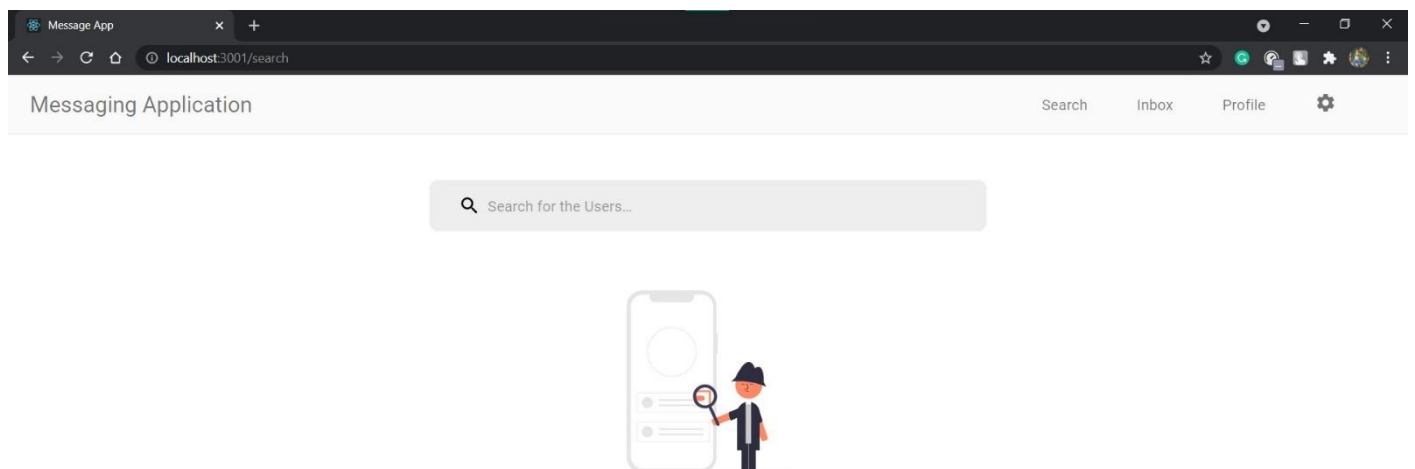 Message App
localhost:3001/search
Messaging Application
Search
Inbox
Profile
Search for the Users...